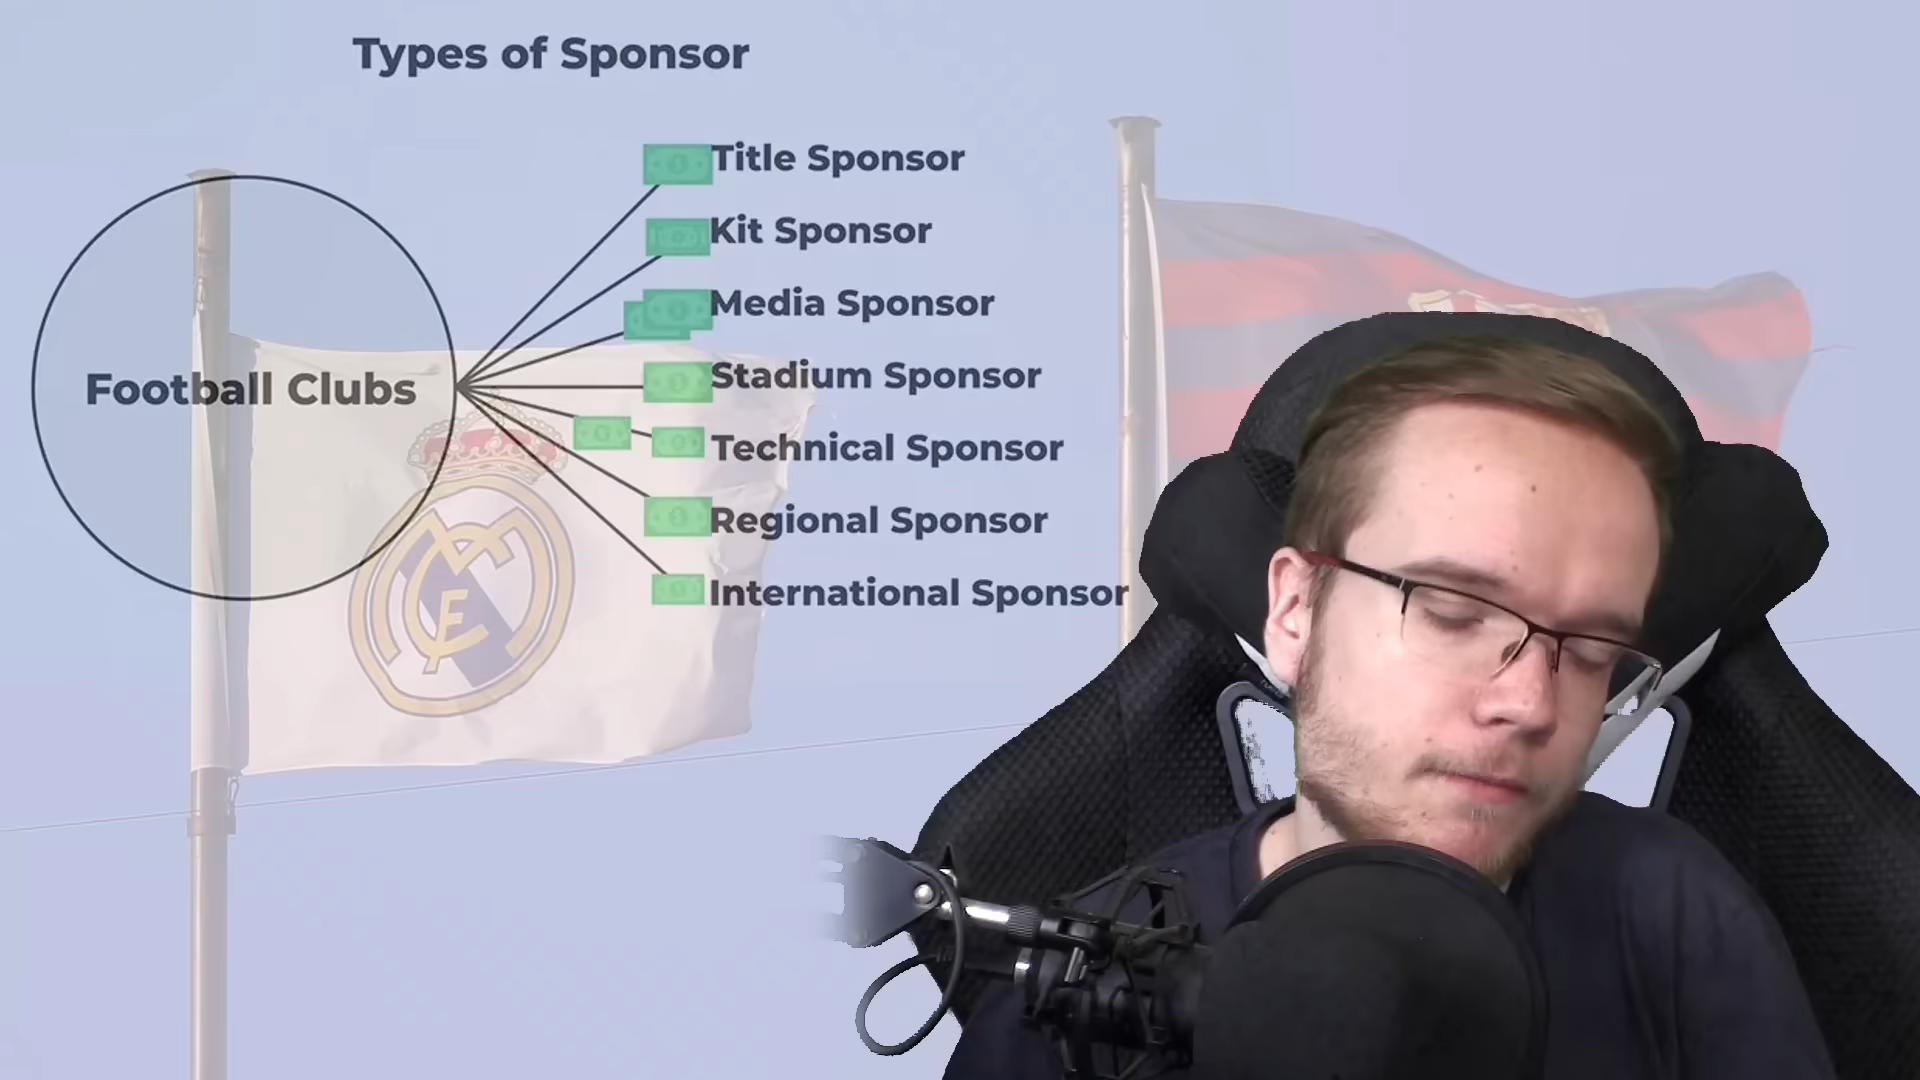 Types of Sponsor
Title Sponsor
Kit Sponsor
Media Sponsor
Football Clubs
Stadium Sponsor
Technical Sponsor
Regional Sponsor
International Sponsor